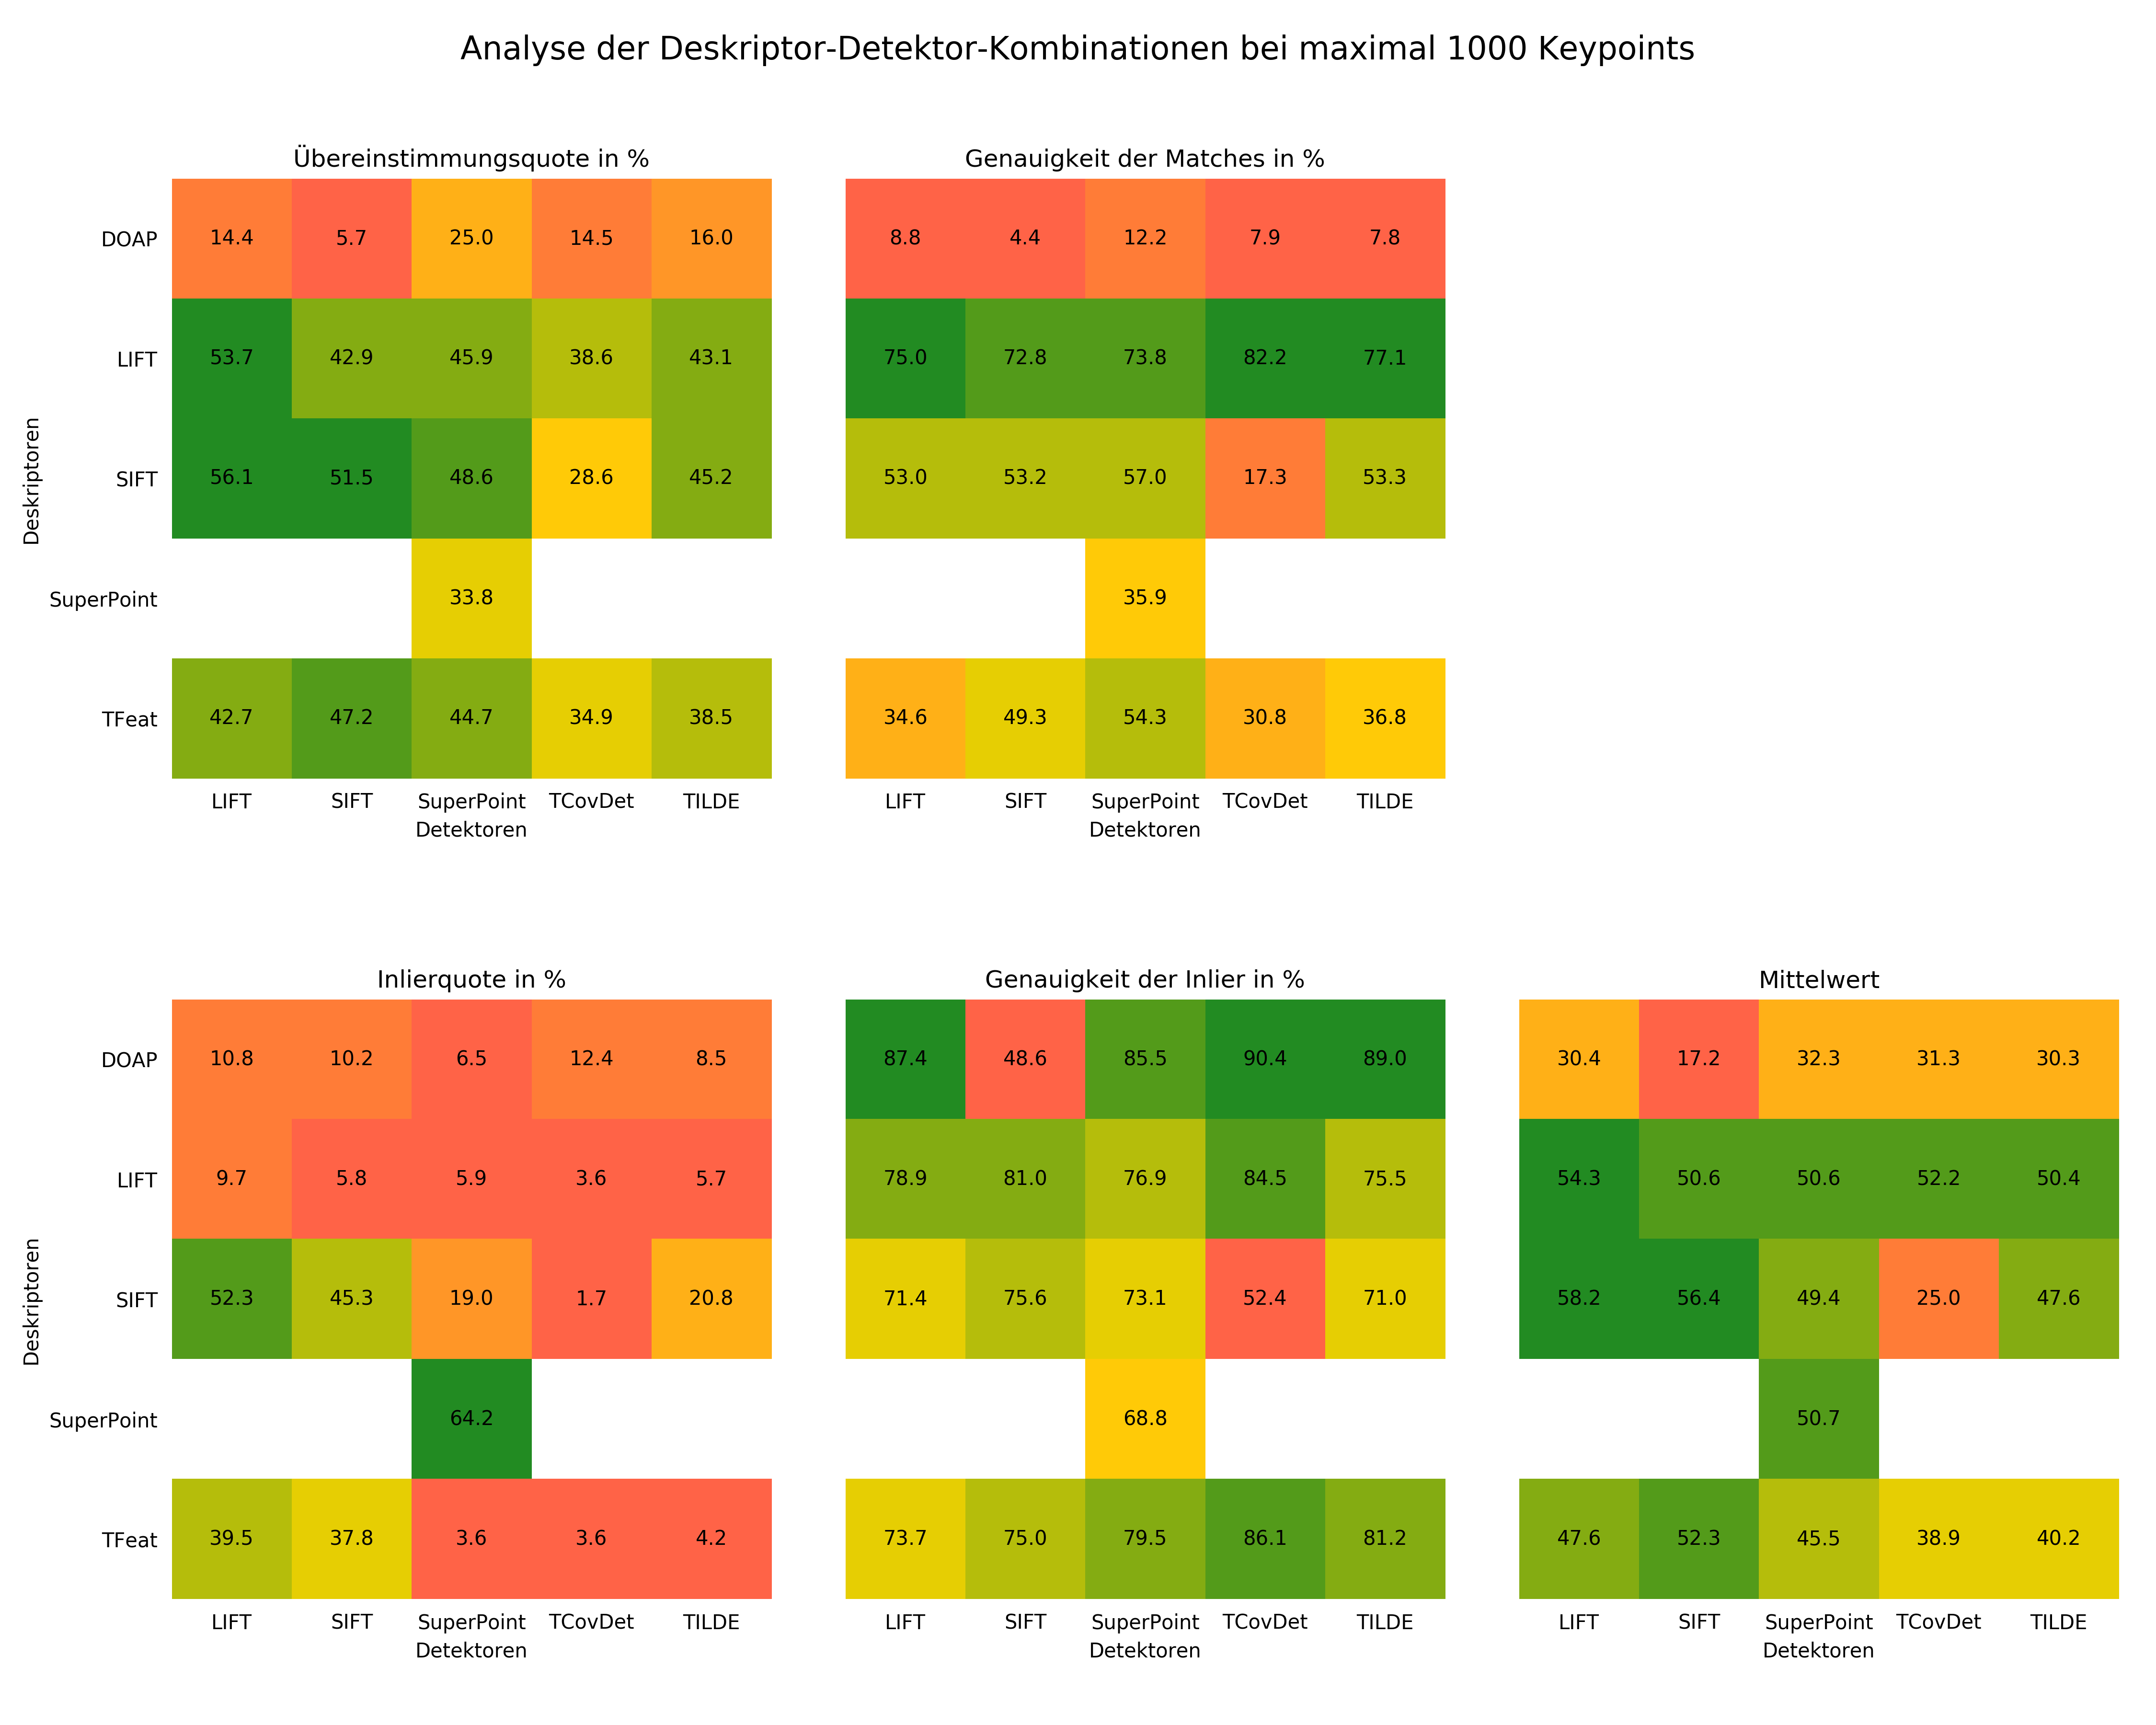 Analyse der Deskriptor-Detektor-Kombinationen bei maximal 1000 Keypoints
Übereinstimmungsquote in %
Deskriptoren
DOAP 14.4 5.7 25.0 14.5 16.0
LIFT 53.7 42.9 45.9 38.6 43.1
SIFT 56.1 51.5 48.6 28.6 45.2
SuperPoint 33.8
TFeat 42.7 47.2 44.7 34.9 38.5
LIFT SIFT SuperPoint TCovDet TILDE
Detektoren
Genauigkeit der Matches in %
8.8 4.4 12.2 7.9 7.8
75.0 72.8 73.8 82.2 77.1
53.0 53.2 57.0 17.3 53.3
35.9
34.6 49.3 54.3 30.8 36.8
LIFT SIFT SuperPoint TCovDet TILDE
Detektoren
Inlierquote in %
Deskriptoren
DOAP 10.8 10.2 6.5 12.4 8.5
LIFT 9.7 5.8 5.9 3.6 5.7
SIFT 52.3 45.3 19.0 1.7 20.8
SuperPoint 64.2
TFeat 39.5 37.8 3.6 3.6 4.2
LIFT SIFT SuperPoint TCovDet TILDE
Detektoren
Genauigkeit der Inlier in %
87.4 48.6 85.5 90.4 89.0
78.9 81.0 76.9 84.5 75.5
71.4 75.6 73.1 52.4 71.0
68.8
73.7 75.0 79.5 86.1 81.2
LIFT SIFT SuperPoint TCovDet TILDE
Detektoren
Mittelwert
30.4 17.2 32.3 31.3 30.3
54.3 50.6 50.6 52.2 50.4
58.2 56.4 49.4 25.0 47.6
50.7
47.6 52.3 45.5 38.9 40.2
LIFT SIFT SuperPoint TCovDet TILDE
Detektoren